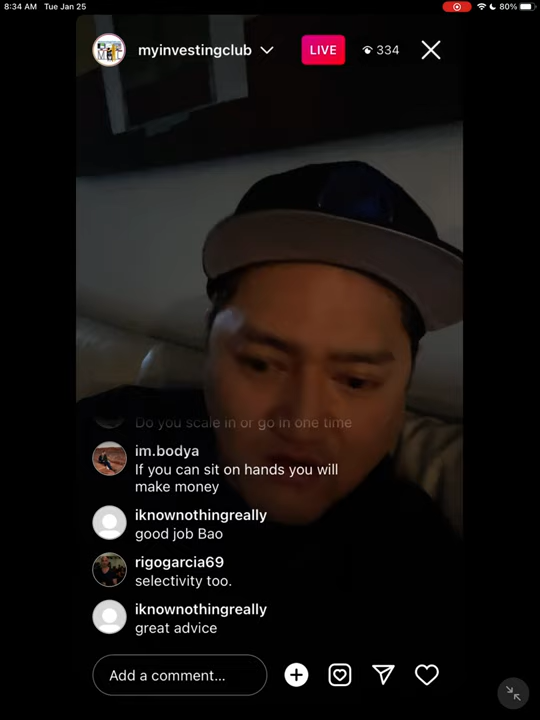 8:34 AM Tue Jan 25
80%
myinvestingclub
LIVE
334
Do you scale in or go in one time
im.bodya
If you can sit on hands you will
make money
iknownothingreally
good job Bao
rigogarcia69
selectivity too.
iknownothingreally
great advice
Add a comment...